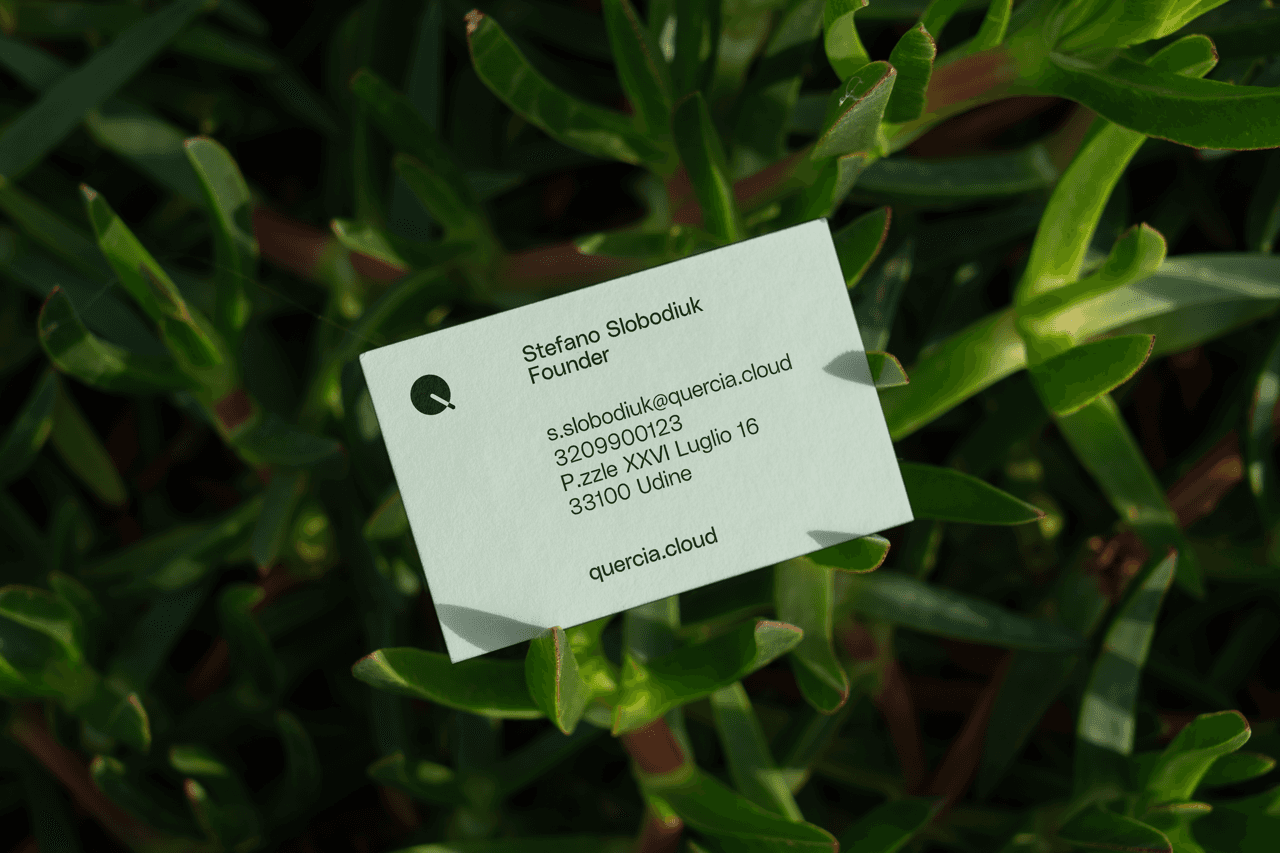 Stefano Slobodiuk
Founder
s.slobodiuk@quercia.cloud
3209900123
P.zzle XXVI Luglio 16
33100 Udine
quercia.cloud